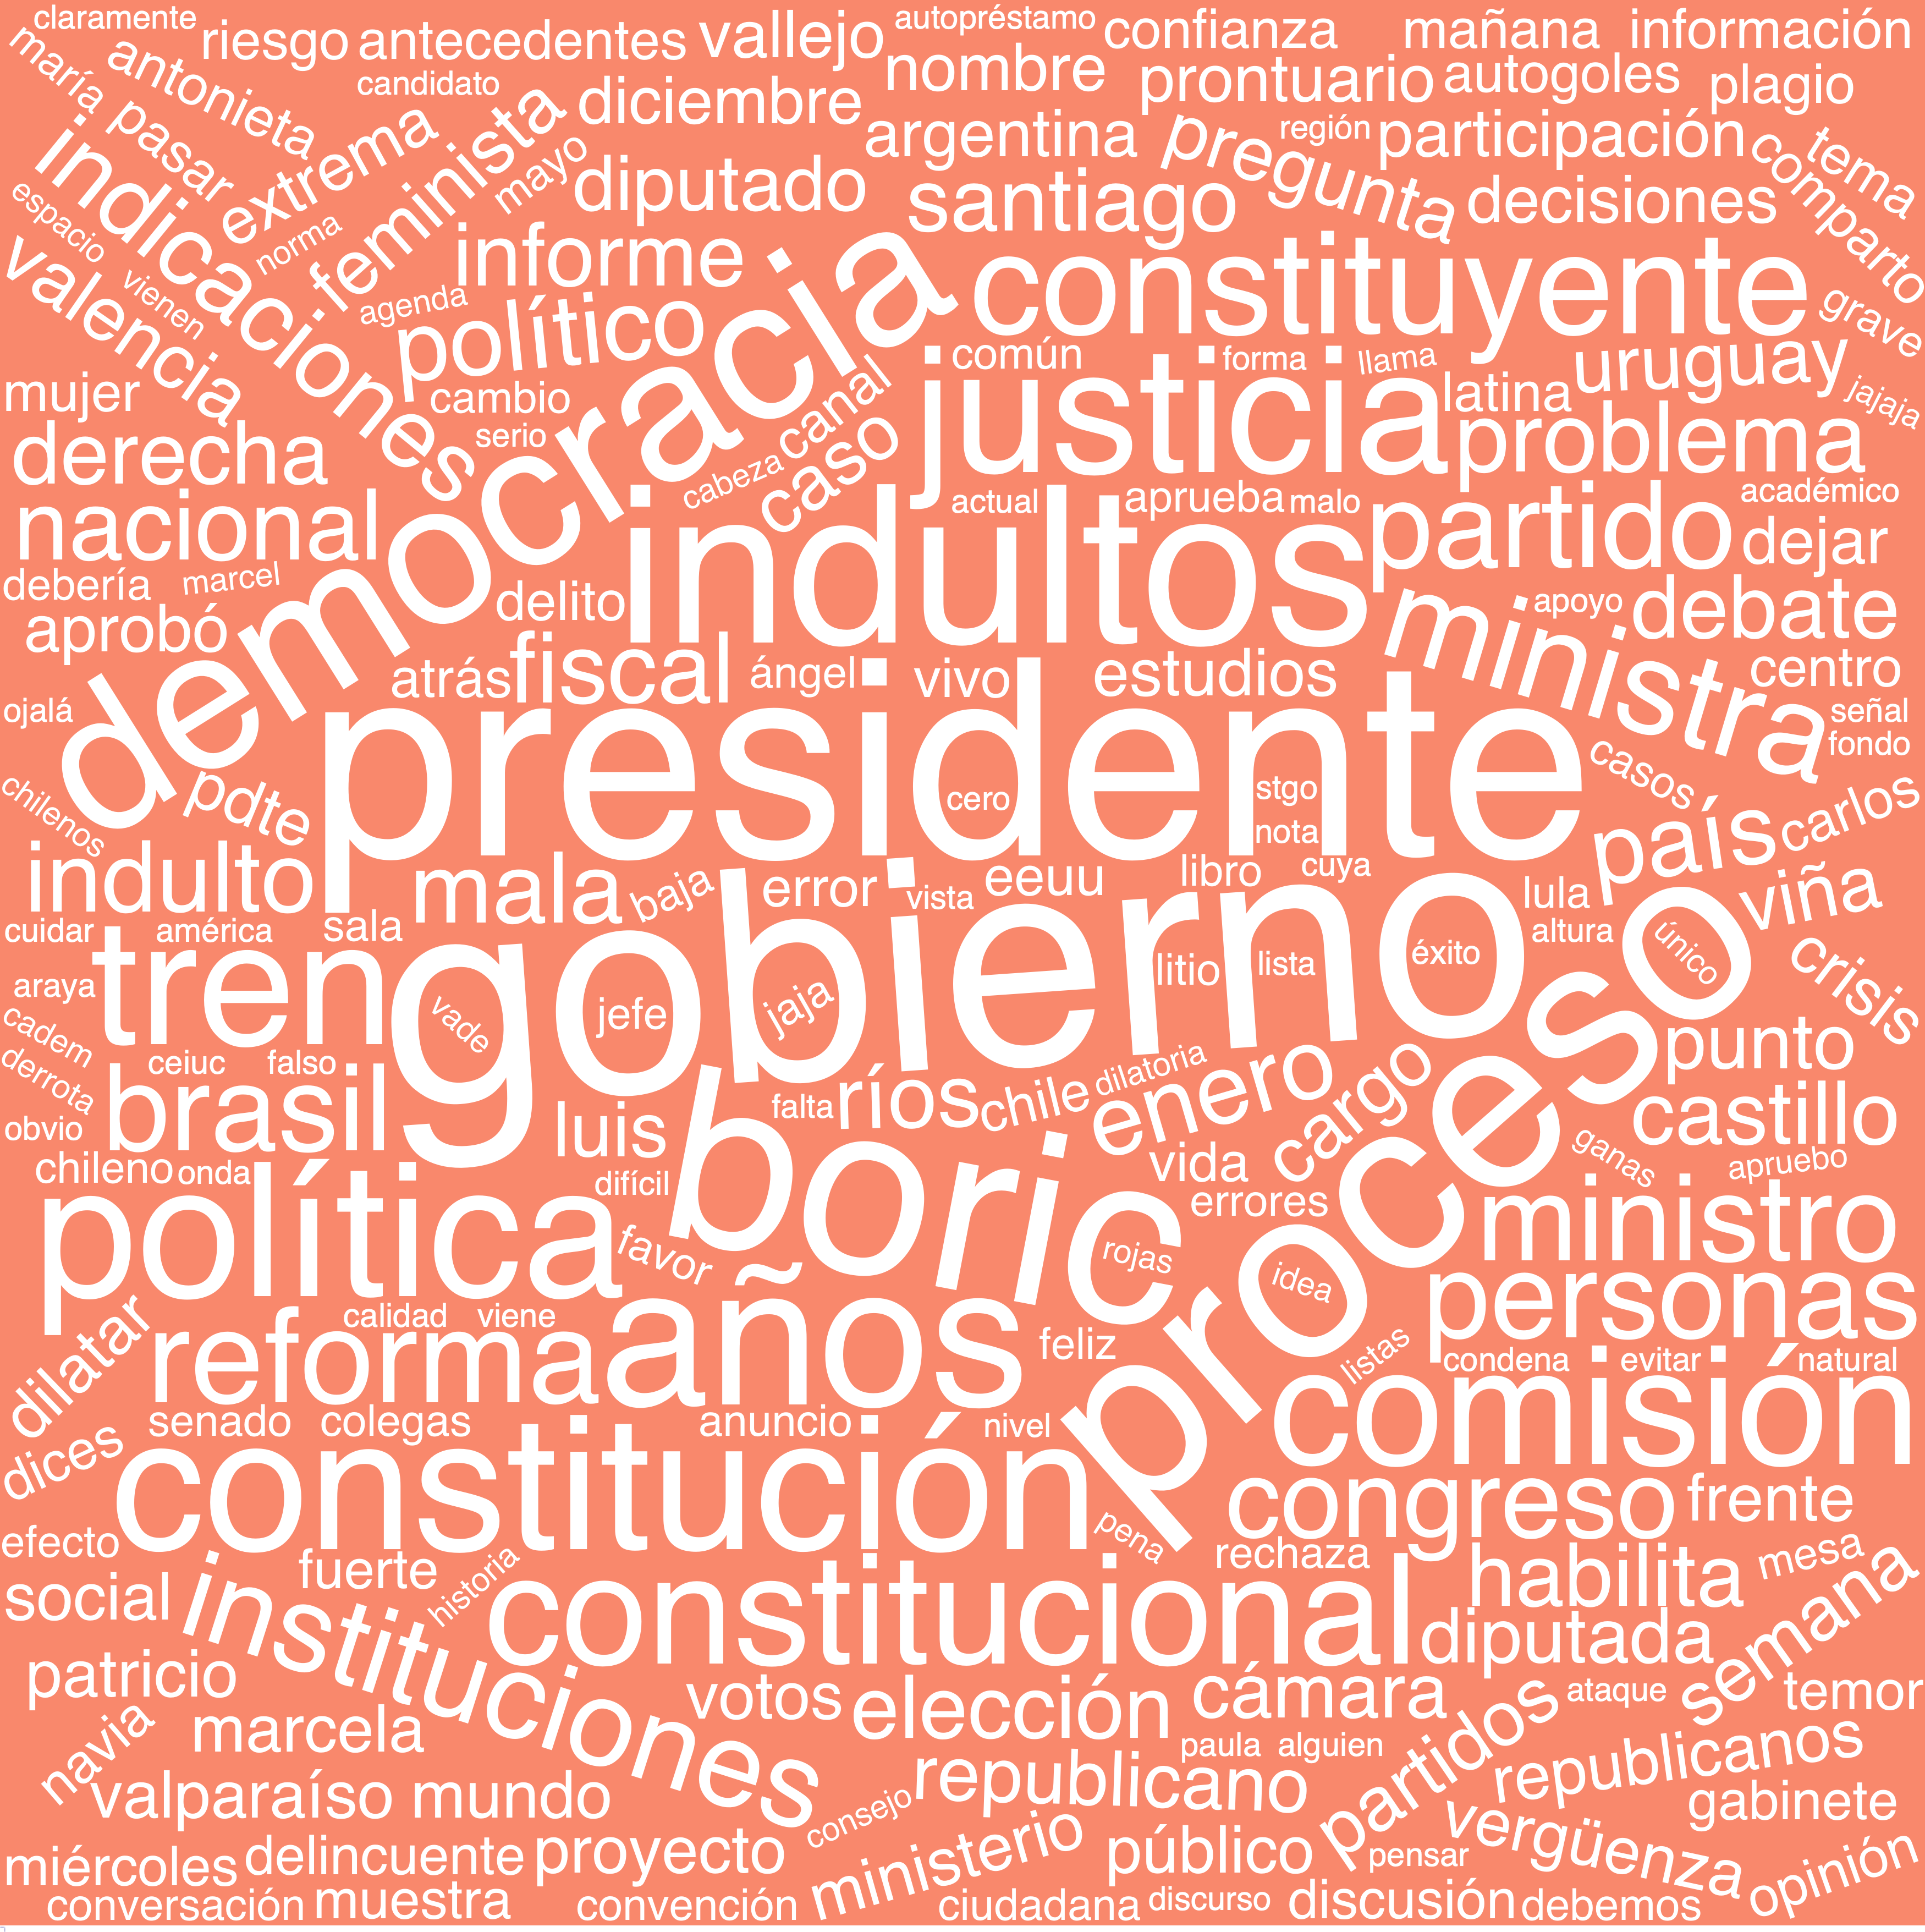 claramente
autopréstamo
confianza
mañana
información
riesgo
antecedentes
vallejo
maría
antonieta
candidato
nombre
prontuario
autogoles
plagio
pasar
diciembre
argentina
región
participación
tema
indicaciones
extrema
feminista
mayo
diputado
santiago
pregunta
decisiones
comparto
espacio
norma
informe
constituyente
valencia
vienen
agenda
político
grave
mujer
cambio
canal
común
forma
llama
latina
uruguay
jajaja
derecha
serio
democracia
cabeza
caso
justicia
problema
nacional
indultos
actual
aprueba
malo
partido
académico
dejar
debería
marcel
delito
ministra
apoyo
debate
aprobó
atrás
fiscal
ángel
vivo
estudios
centro
ojalá
señal
fondo
presidente
casos
chilenos
pdte
cero
stgo
nota
país
carlos
indulto
mala
baja
error
vista
eeuu
libro
cuya
lula
viña
cuidar
américa
sala
altura
único
crisis
tren
gobierno
araya
vade
jefe
jaja
litio
lista
éxito
cadem
proceso
derrota
ceiuc
falso
brasil
luis
falta
ríos
chile
dilatoria
enero
cargo
punto
castillo
obvio
chileno
onda
difícil
boric
vida
ganas
apruebo
política
errores
ministro
favor
rojas
idea
personas
dilatar
calidad
viene
reforma
años
feliz
listas
condena
evitar
natural
comisión
dices
senado
colegas
anuncio
nivel
constitución
congreso
frente
efecto
pena
rechaza
mesa
social
fuerte
historia
instituciones
constitucional
habilita
diputada
semana
patricio
votos
elección
cámara
partidos
ataque
temor
navia
marcela
paula
alguien
republicanos
valparaíso
mundo
consejo
republicano
gabinete
miércoles
delincuente
proyecto
ministerio
público
pensar
vergüenza
opinión
conversación
muestra
convención
ciudadana
discurso
discusión
debemos